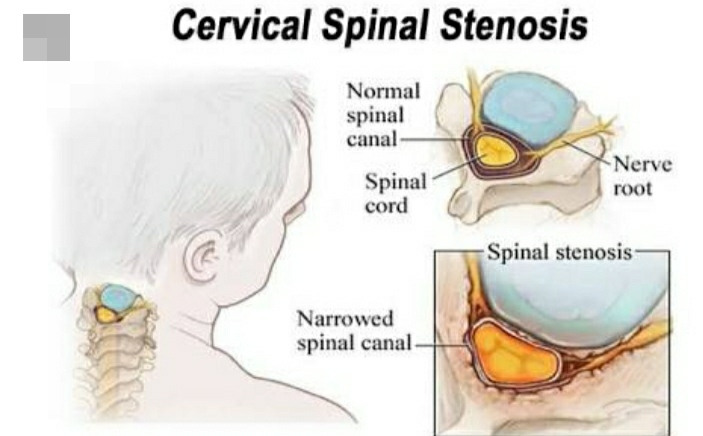 Cervical Spinal Stenosis
Normal
spinal
canal
Spinal
cord
Nerve
root
Spinal stenosis
Narrowed
spinal canal